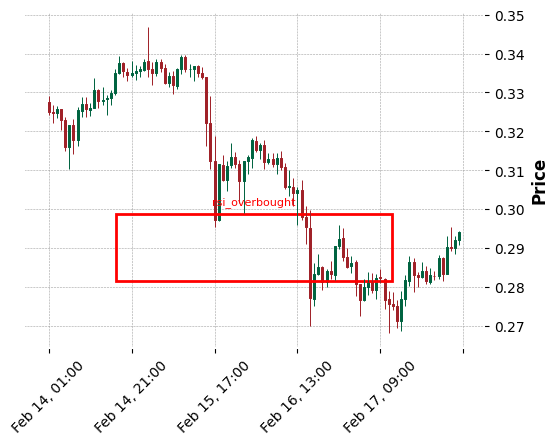 0.35
0.34
0.33
0.32
0.31
0.30
0.29
0.28
0.27
Price
rsi_overbought
Feb 14, 01:00
Feb 14, 21:00
Feb 15, 17:00
Feb 16, 13:00
Feb 17, 09:00